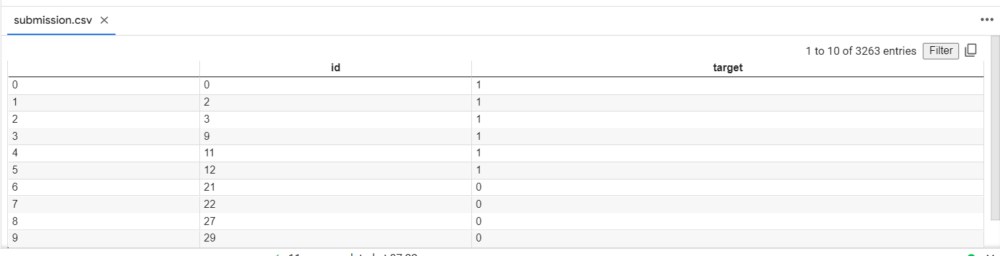 submission.csv
1 to 10 of 3263 entries Filter
id target
0 0 1
1 2 1
2 3 1
3 9 1
4 11 1
5 12 1
6 21 0
7 22 0
8 27 0
9 29 0